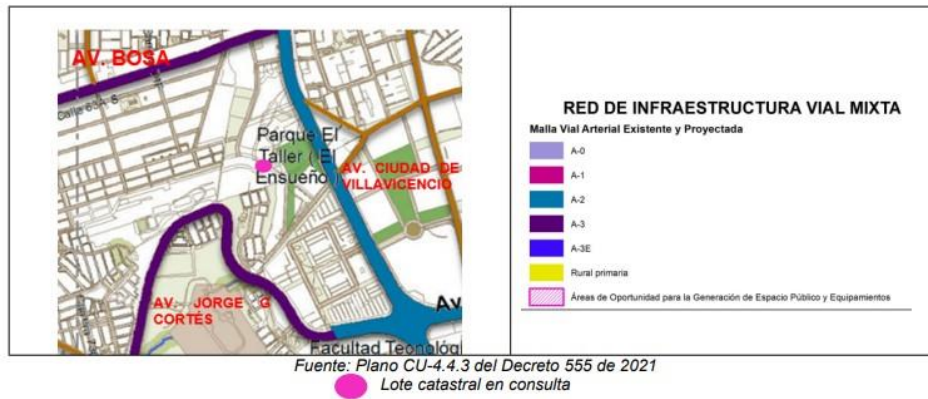 AV. BOSA
Calle 65A S
Parque El
Taller ( El
Ensueño )
AV. CIUDAD DE
VILLAVICENCIO
AV. JORGE G
CORTÉS
Av
Facultad Tecnológi
RED DE INFRAESTRUCTURA VIAL MIXTA
Malla Vial Arterial Existente y Proyectada
A-0
A-1
A-2
A-3
A-3E
Rural primaria
Áreas de Oportunidad para la Generación de Espacio Público y Equipamientos
Fuente: Plano CU-4.4.3 del Decreto 555 de 2021
Lote catastral en consulta